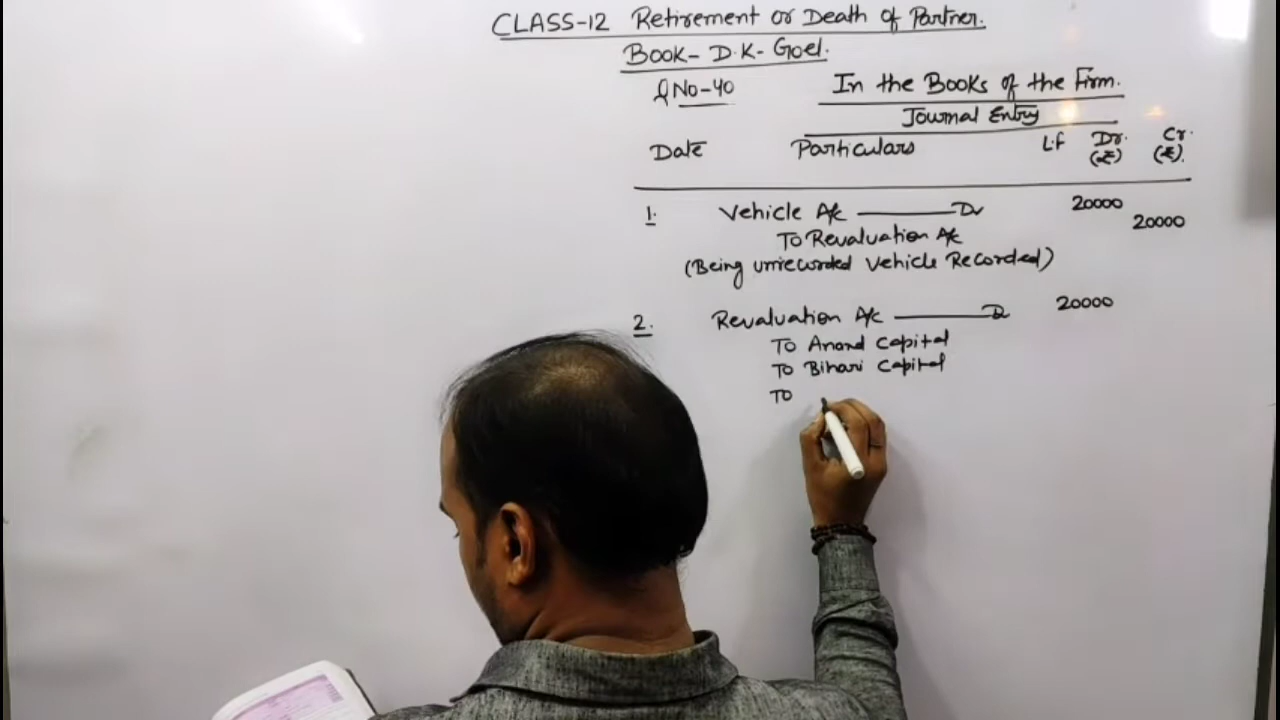 CLASS-12 Retirement or Death of Partner.
Book- D.K- Goel.
QNo-40 In the Books of the Firm.
Journal Entry
Date Particulars L.f Dr. (₹) Cr. (₹).
1. Vehicle A/c Dr 20000
To Revaluation A/c 20000
(Being unrecorded Vehicle Recorded)
2. Revaluation A/c D 20000
To Anand Capital
To Bihari Capital
To